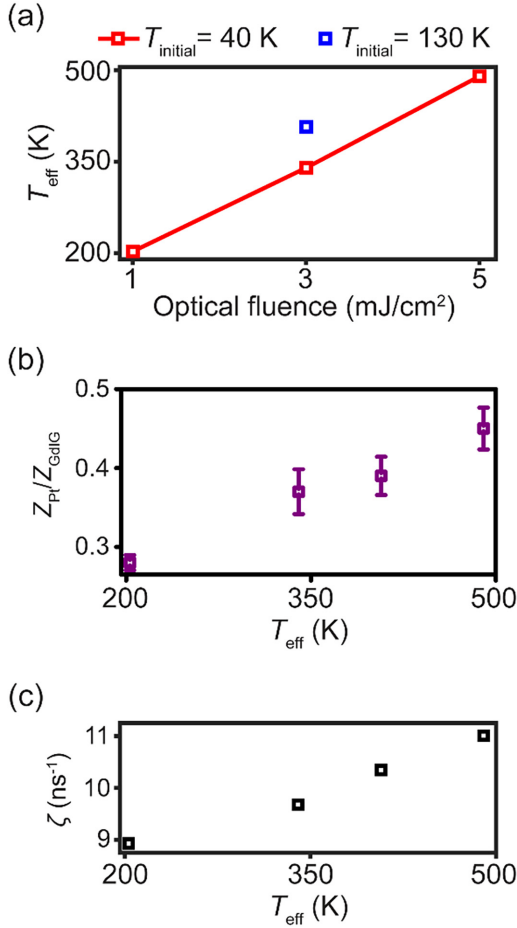 (a)
T_initial = 40 K T_initial = 130 K
500
350
200
T_eff (K)
1 3 5
Optical fluence (mJ/cm²)
(b)
0.5
0.4
0.3
Z_Pt/Z_GdIG
200 350 500
T_eff (K)
(c)
11
10
9
ζ (ns⁻¹)
200 350 500
T_eff (K)